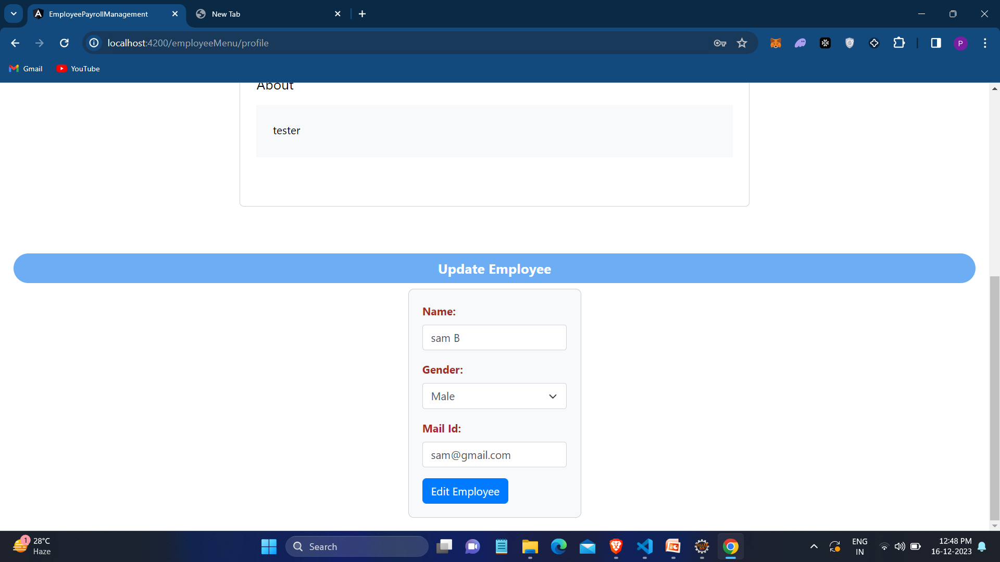 EmployeePayrollManagement
New Tab
localhost:4200/employeeMenu/profile
P
Gmail
YouTube
About
tester
Update Employee
Name:
sam B
Gender:
Male
Mail Id:
sam@gmail.com
Edit Employee
1
28°C
Haze
Search
ENG
IN
12:48 PM
16-12-2023